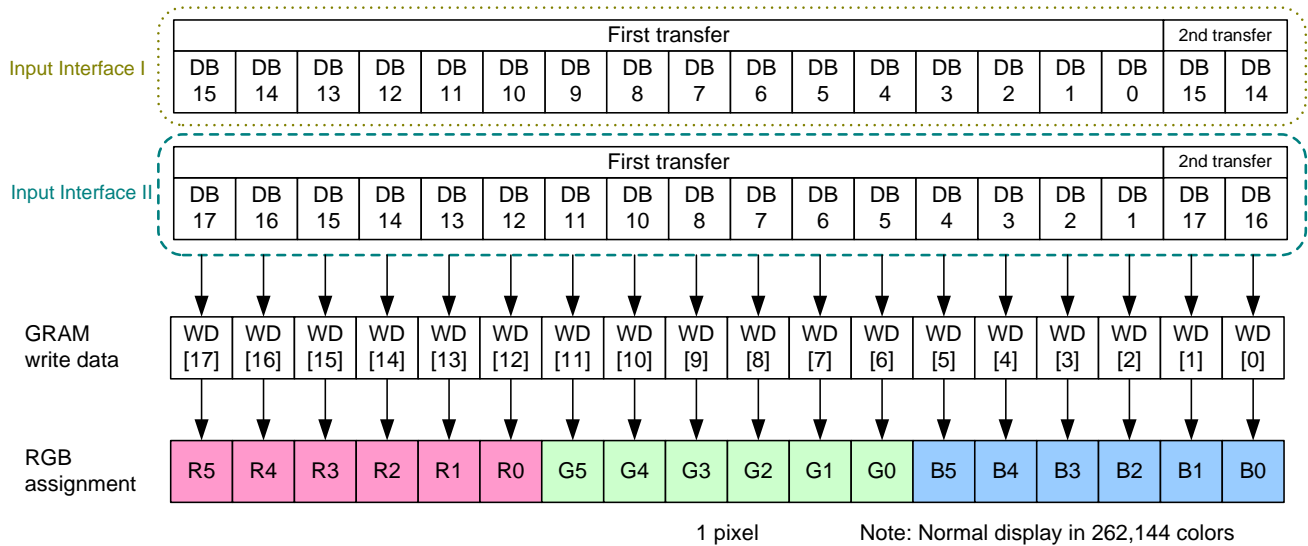 First transfer 2nd transfer
Input Interface I
DB 15 DB 14 DB 13 DB 12 DB 11 DB 10 DB 9 DB 8 DB 7 DB 6 DB 5 DB 4 DB 3 DB 2 DB 1 DB 0 DB 15 DB 14
First transfer 2nd transfer
Input Interface II
DB 17 DB 16 DB 15 DB 14 DB 13 DB 12 DB 11 DB 10 DB 8 DB 7 DB 6 DB 5 DB 4 DB 3 DB 2 DB 1 DB 17 DB 16
GRAM write data
WD [17] WD [16] WD [15] WD [14] WD [13] WD [12] WD [11] WD [10] WD [9] WD [8] WD [7] WD [6] WD [5] WD [4] WD [3] WD [2] WD [1] WD [0]
RGB assignment
R5 R4 R3 R2 R1 R0 G5 G4 G3 G2 G1 G0 B5 B4 B3 B2 B1 B0
1 pixel Note: Normal display in 262,144 colors